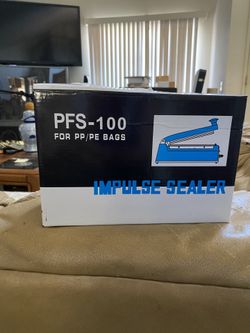 PFS-100
FOR PP/PE BAGS
IMPULSE SEALER